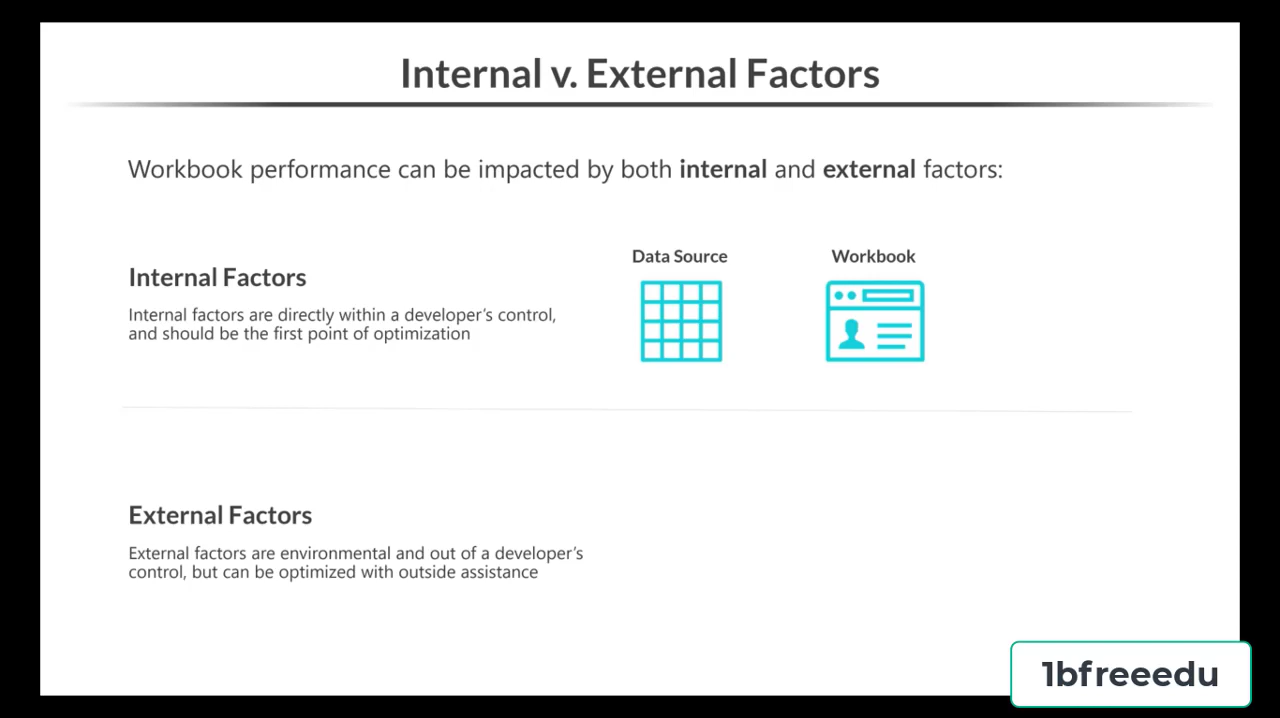 Internal v. External Factors
Workbook performance can be impacted by both internal and external factors:
Data Source
Workbook
Internal Factors
Internal factors are directly within a developer’s control,
and should be the first point of optimization
External Factors
External factors are environmental and out of a developer’s
control, but can be optimized with outside assistance
1bfreeedu